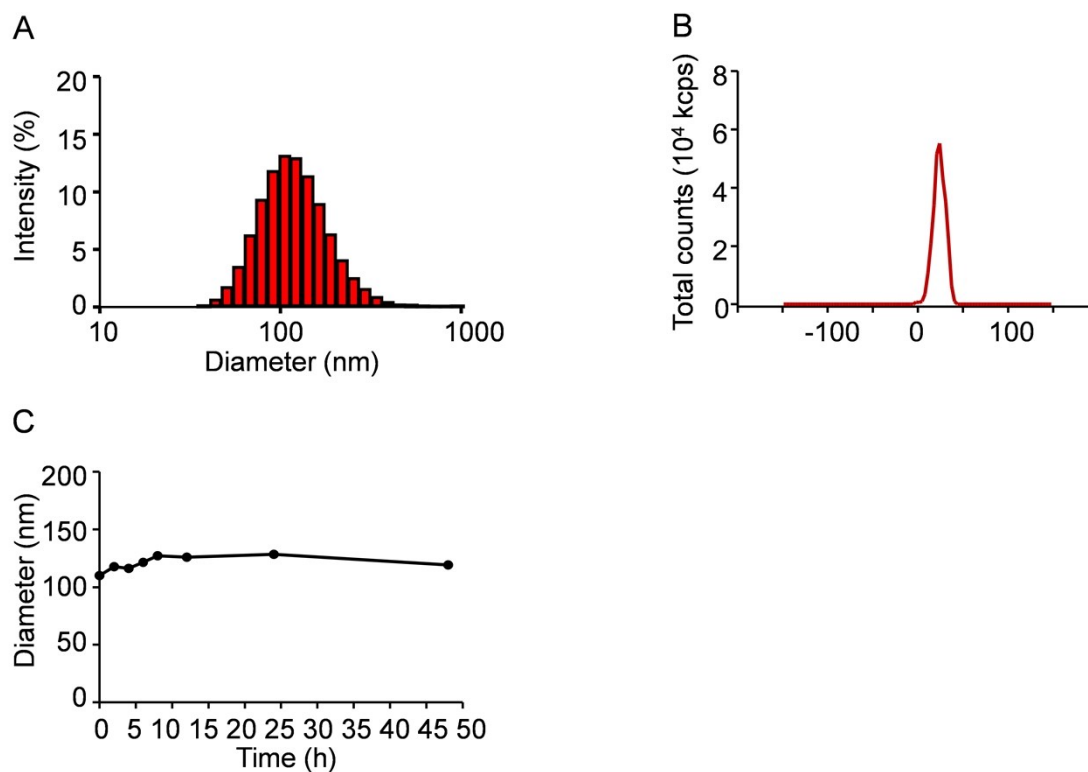 A
Intensity (%)
20
15
10
5
0
10 100 1000
Diameter (nm)
B
Total counts (10⁴ kcps)
8
6
4
2
0
-100 0 100
C
Diameter (nm)
200
150
100
50
0
0 5 10 15 20 25 30 35 40 45 50
Time (h)